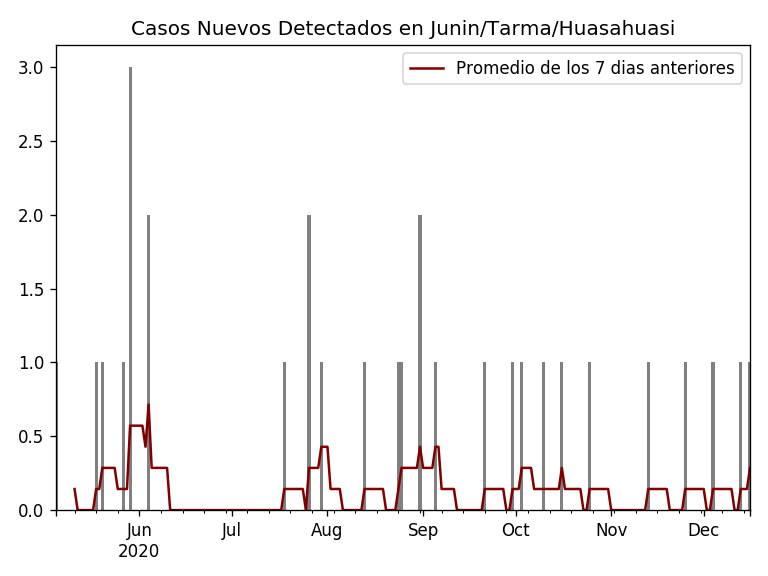 Casos Nuevos Detectados en Junin/Tarma/Huasahuasi
Promedio de los 7 dias anteriores
3.0
2.5
2.0
1.5
1.0
0.5
0.0
Jun Jul Aug Sep Oct Nov Dec
2020